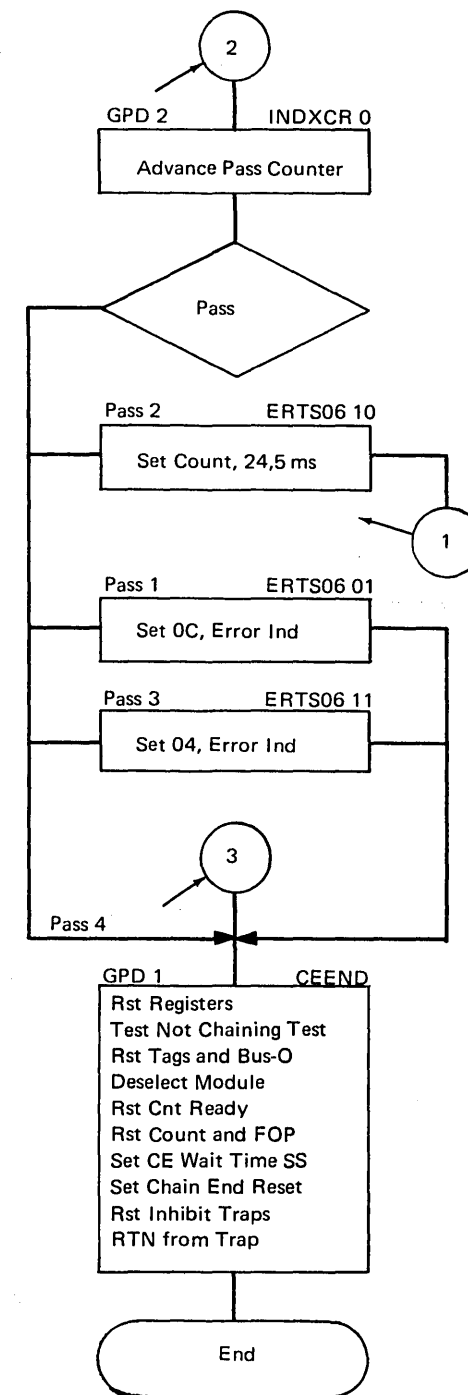 2
GPD 2 INDXCR 0
Advance Pass Counter
Pass
Pass 2 ERTS06 10
Set Count, 24,5 ms
1
Pass 1 ERTS06 01
Set 0C, Error Ind
Pass 3 ERTS06 11
Set 04, Error Ind
3
Pass 4
GPD 1 CEEND
Rst Registers
Test Not Chaining Test
Rst Tags and Bus-O
Deselect Module
Rst Cnt Ready
Rst Count and FOP
Set CE Wait Time SS
Set Chain End Reset
Rst Inhibit Traps
RTN from Trap
End